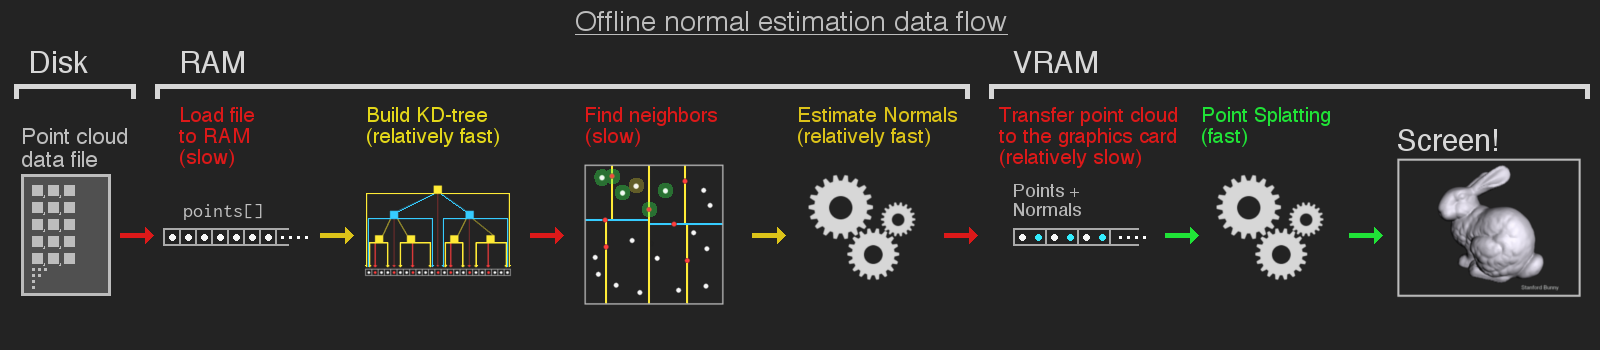 Offline normal estimation data flow
Disk
RAM
VRAM
Point cloud
data file
Load file
to RAM
(slow)
points[]
Build KD-tree
(relatively fast)
Find neighbors
(slow)
Estimate Normals
(relatively fast)
Transfer point cloud
to the graphics card
(relatively slow)
Points +
Normals
Point Splatting
(fast)
Screen!
Stanford Bunny